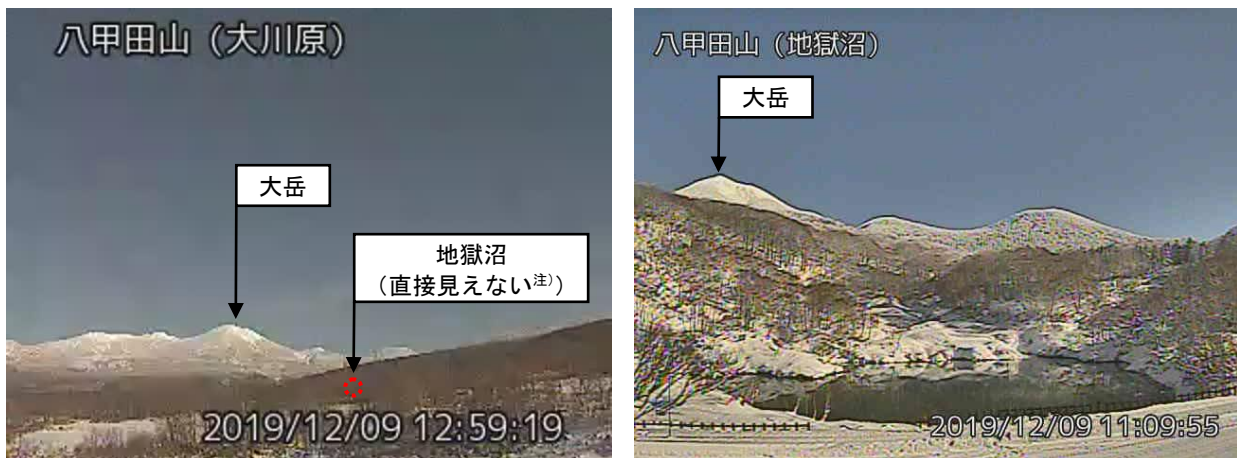 八甲田山（大川原）
大岳
地獄沼
（直接見えない注)）
2019/12/09 12:59:19
八甲田山（地獄沼）
大岳
2019/12/09 11:09:55